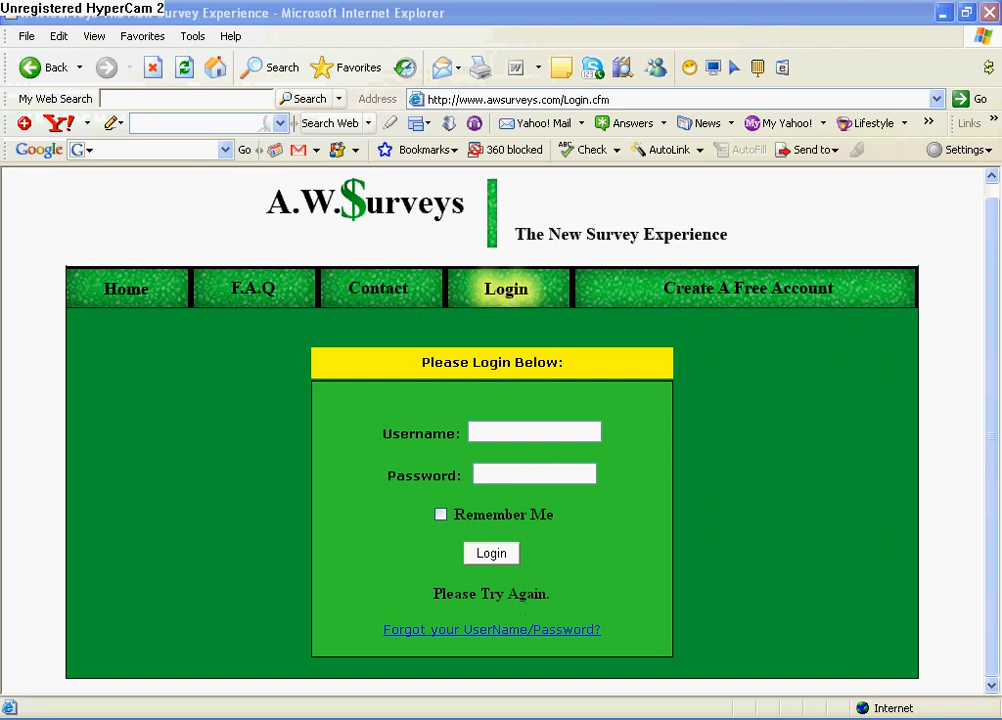 Unregistered HyperCam 2
The New Survey Experience - Microsoft Internet Explorer
File Edit View Favorites Tools Help
Back Search Favorites W
My Web Search Search Address http://www.awsurveys.com/Login.cfm Go
Y! Search Web Yahoo! Mail Answers News My Yahoo! Lifestyle » Links »
Google G Go Bookmarks 360 blocked Check AutoLink AutoFill Send to Settings
A.W.$urveys
The New Survey Experience
Home F.A.Q Contact Login Create A Free Account
Please Login Below:
Username:
Password:
Remember Me
Login
Please Try Again.
Forgot your UserName/Password?
Internet